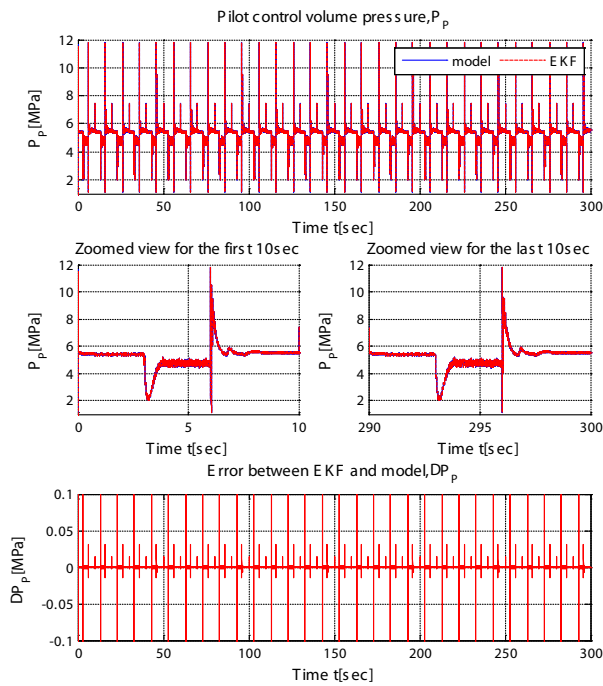 Pilot control volume pressure,P_P
12
10
8
6
4
2
P_P [MPa]
model
EKF
0 50 100 150 200 250 300
Time t[sec]
Zoomed view for the first 10sec
12
10
8
6
4
2
P_P [MPa]
0 5 10
Time t[sec]
Zoomed view for the last 10sec
12
10
8
6
4
2
P_P [MPa]
290 295 300
Time t[sec]
Error between EKF and model,DP_P
0.1
0.05
0
-0.05
-0.1
DP_P [MPa]
0 50 100 150 200 250 300
Time t[sec]